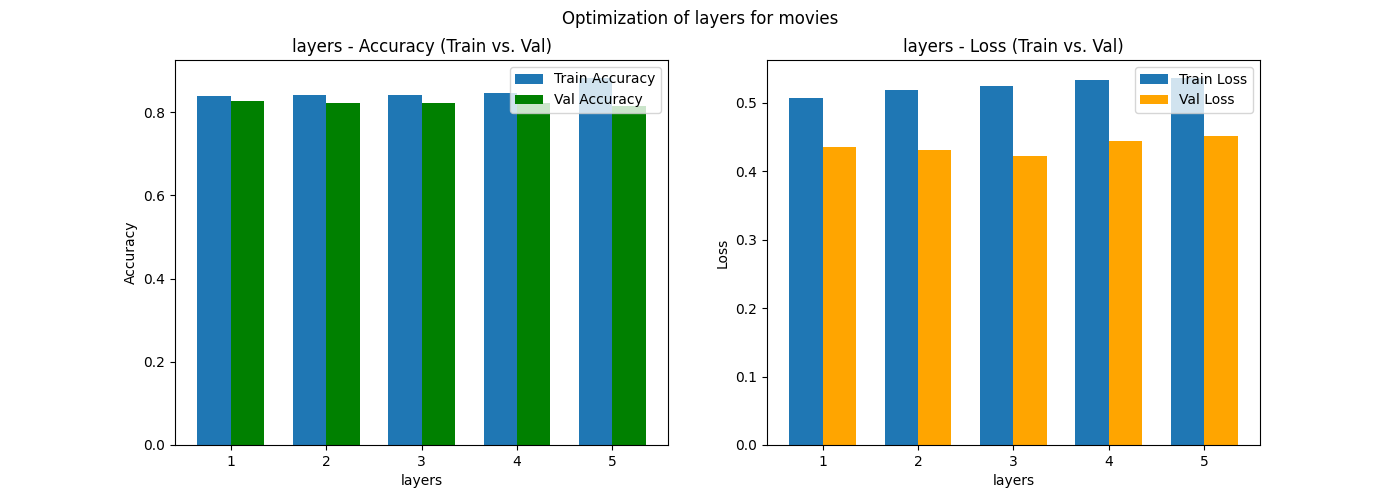 Optimization of layers for movies
layers - Accuracy (Train vs. Val)
Train Accuracy
Val Accuracy
0.8
0.6
0.4
0.2
0.0
Accuracy
1 2 3 4 5
layers
layers - Loss (Train vs. Val)
Train Loss
Val Loss
0.5
0.4
0.3
0.2
0.1
0.0
Loss
1 2 3 4 5
layers